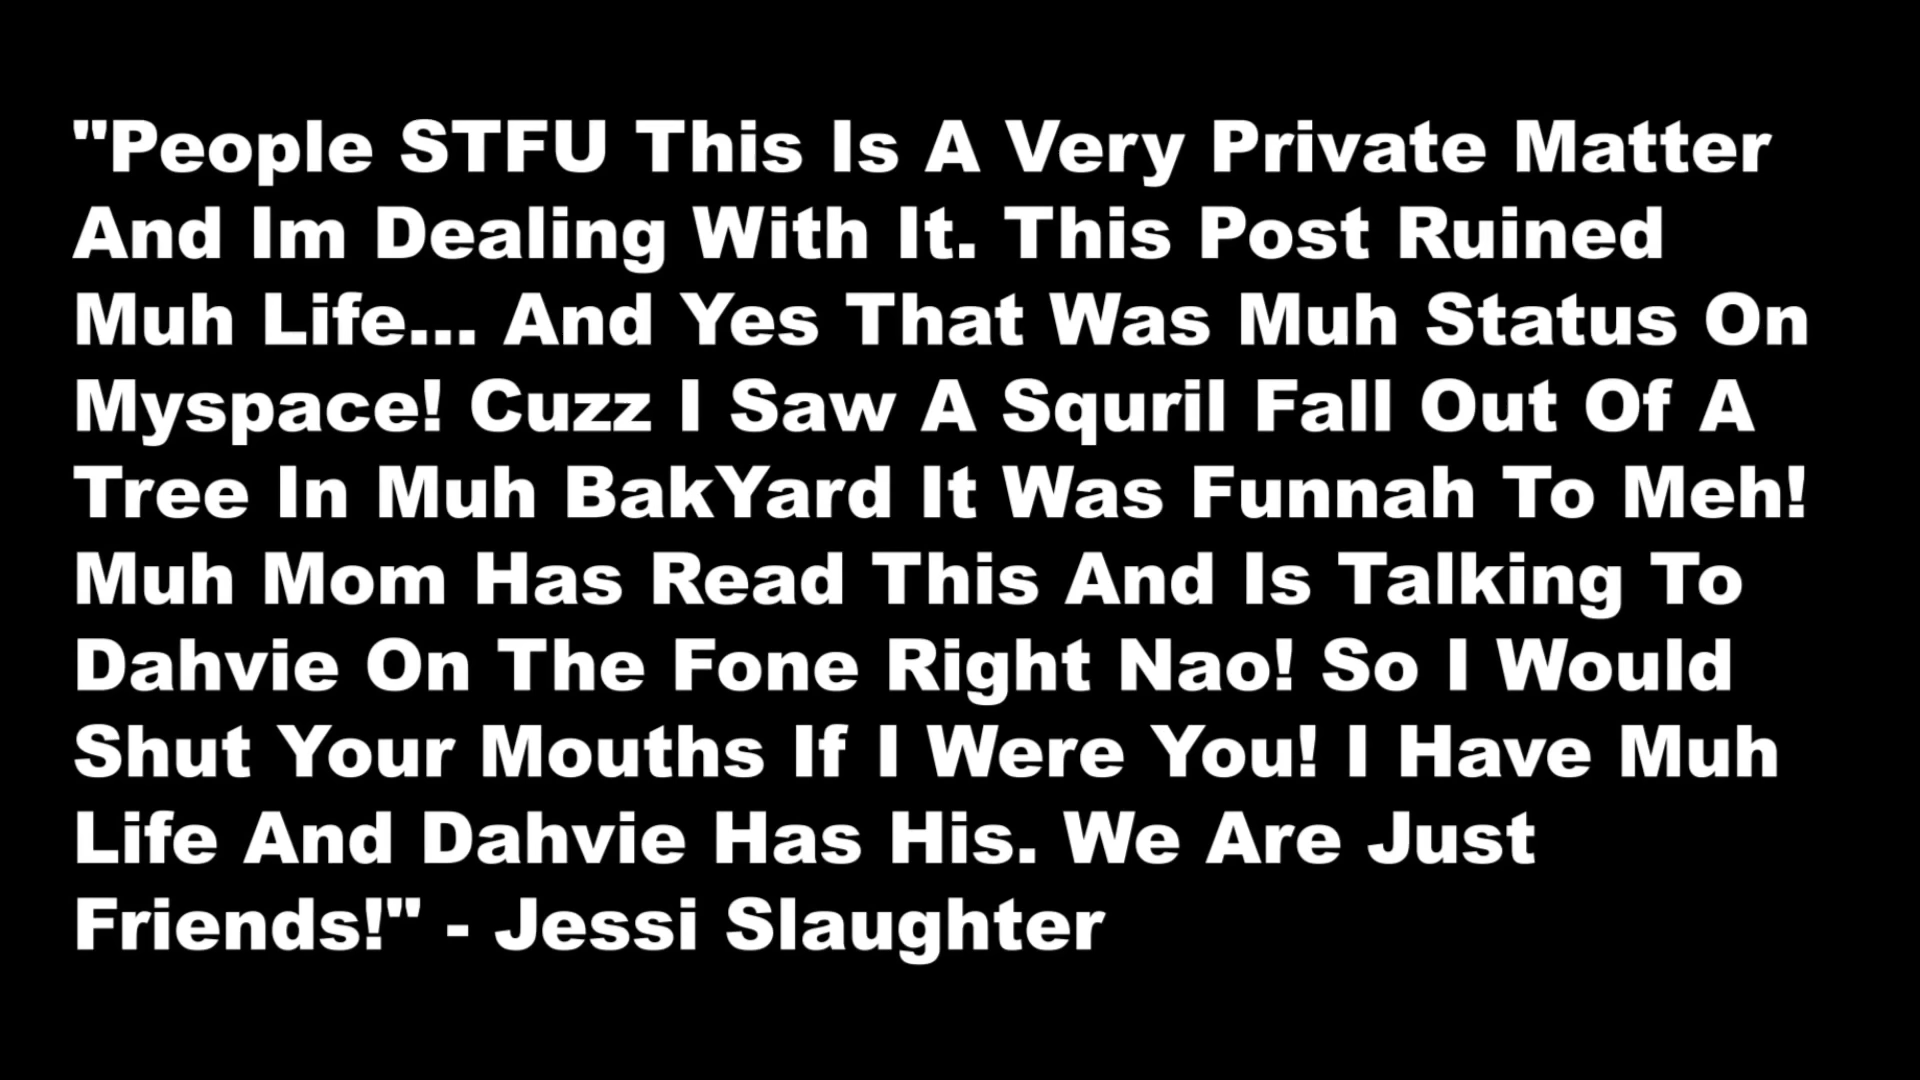 "People STFU This Is A Very Private Matter
And Im Dealing With It. This Post Ruined
Muh Life... And Yes That Was Muh Status On
Myspace! Cuzz I Saw A Squril Fall Out Of A
Tree In Muh BakYard It Was Funnah To Meh!
Muh Mom Has Read This And Is Talking To
Dahvie On The Fone Right Nao! So I Would
Shut Your Mouths If I Were You! I Have Muh
Life And Dahvie Has His. We Are Just
Friends!" - Jessi Slaughter